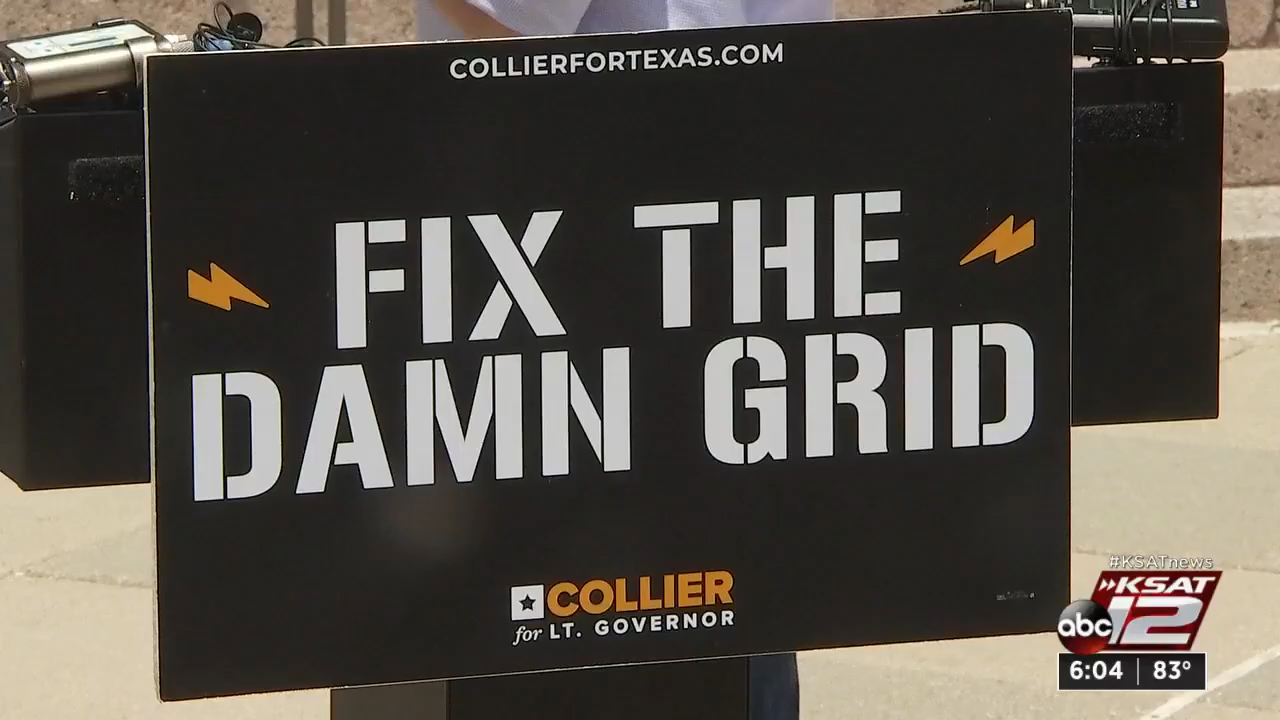 COLLIERFORTEXAS.COM
FIX THE
DAMN GRID
COLLIER
for LT. GOVERNOR
#KSATnews
KSAT
abc 12
6:04 | 83°